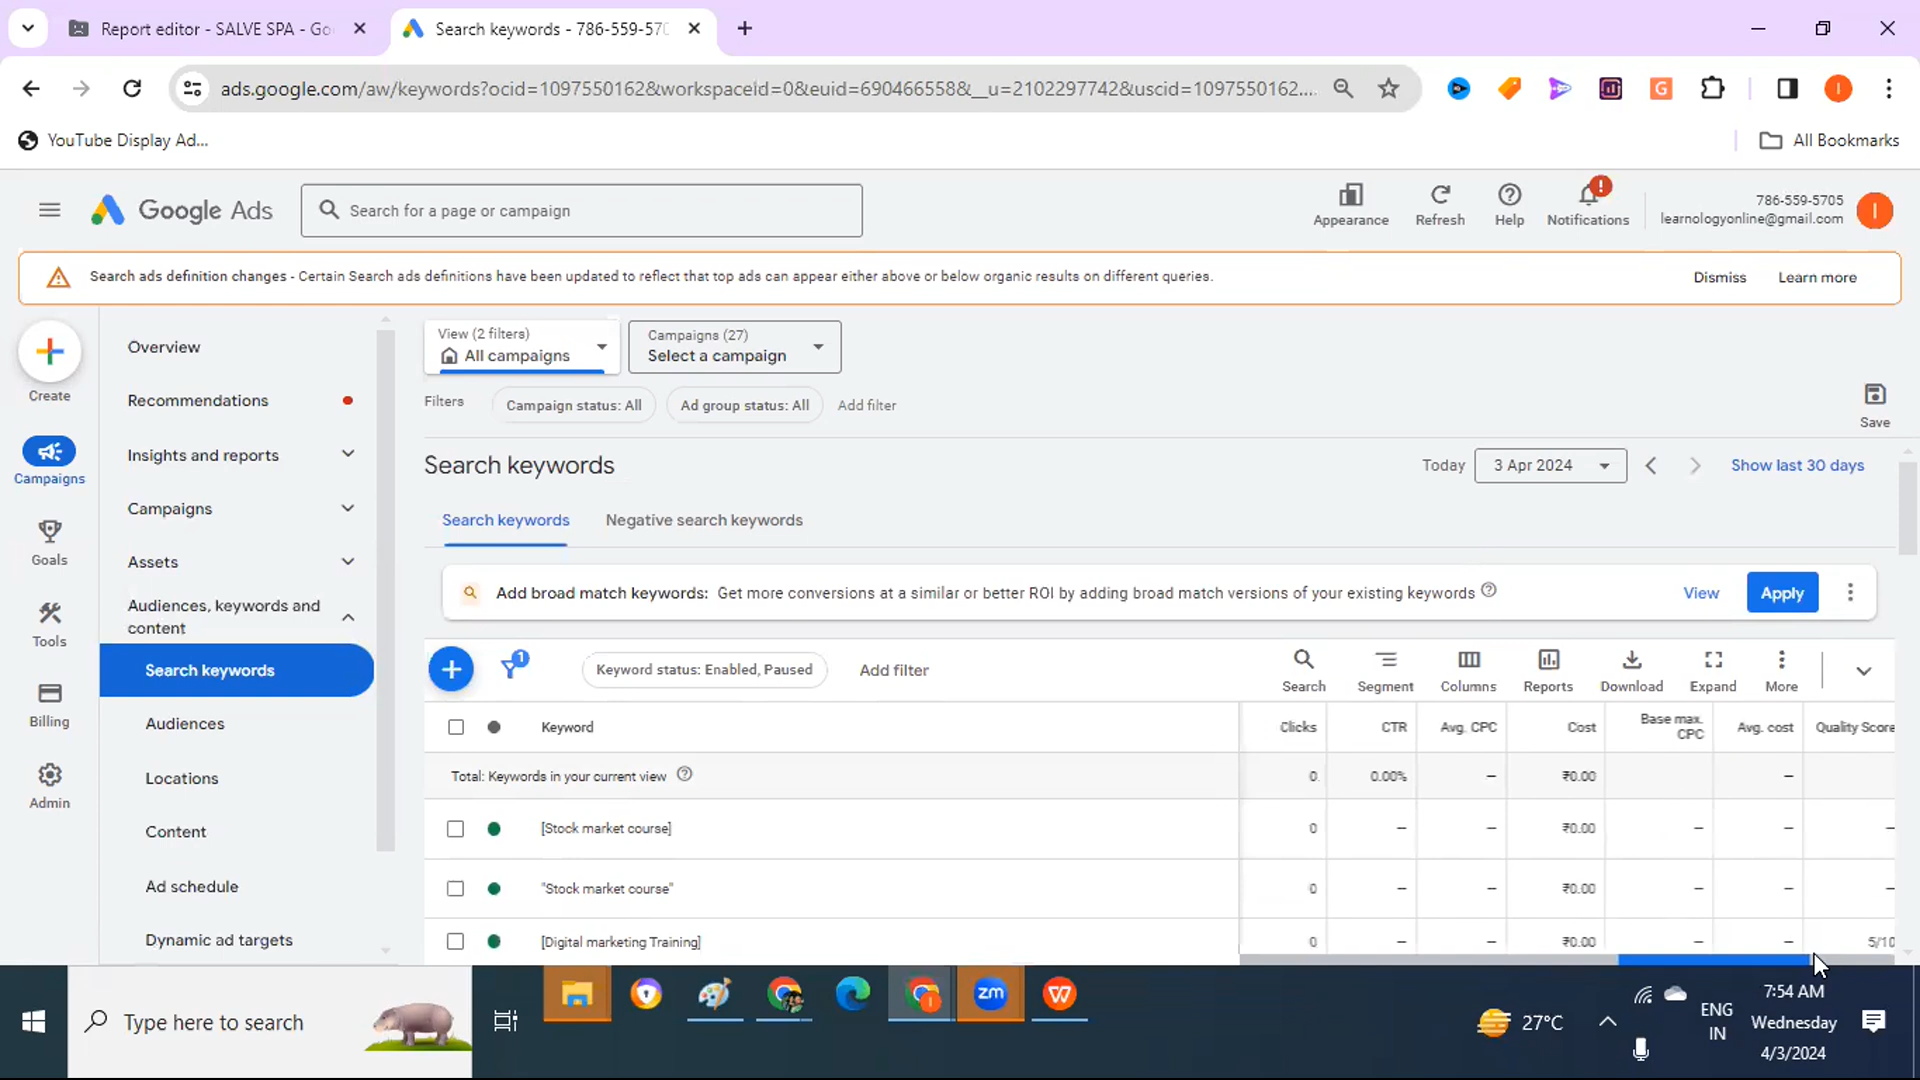 Report editor - SALVE SPA - Go
Search keywords - 786-559-570
ads.google.com/aw/keywords?ocid=1097550162&workspaceId=0&euid=690466558&__u=2102297742&uscid=1097550162....
YouTube Display Ad...
All Bookmarks
Google Ads
Search for a page or campaign
Appearance
Refresh
Help
Notifications
786-559-5705
learnologyonline@gmail.com
I
Search ads definition changes - Certain Search ads definitions have been updated to reflect that top ads can appear either above or below organic results on different queries.
Dismiss
Learn more
Create
Campaigns
Goals
Tools
Billing
Admin
Overview
Recommendations
Insights and reports
Campaigns
Assets
Audiences, keywords and
content
Search keywords
Audiences
Locations
Content
Ad schedule
Dynamic ad targets
View (2 filters)
All campaigns
Campaigns (27)
Select a campaign
Filters
Campaign status: All
Ad group status: All
Add filter
Save
Search keywords
Today
3 Apr 2024
Show last 30 days
Search keywords
Negative search keywords
Add broad match keywords: Get more conversions at a similar or better ROI by adding broad match versions of your existing keywords
View
Apply
1
Keyword status: Enabled, Paused
Add filter
Search
Segment
Columns
Reports
Download
Expand
More
Keyword
Clicks
CTR
Avg. CPC
Cost
Base max.
CPC
Avg. cost
Quality Score
Total: Keywords in your current view
0
0.00%
–
₹0.00
–
[Stock market course]
0
–
–
₹0.00
–
–
–
"Stock market course"
0
–
–
₹0.00
–
–
–
[Digital marketing Training]
0
–
–
₹0.00
–
–
5/10
Type here to search
zm
27°C
ENG
IN
7:54 AM
Wednesday
4/3/2024